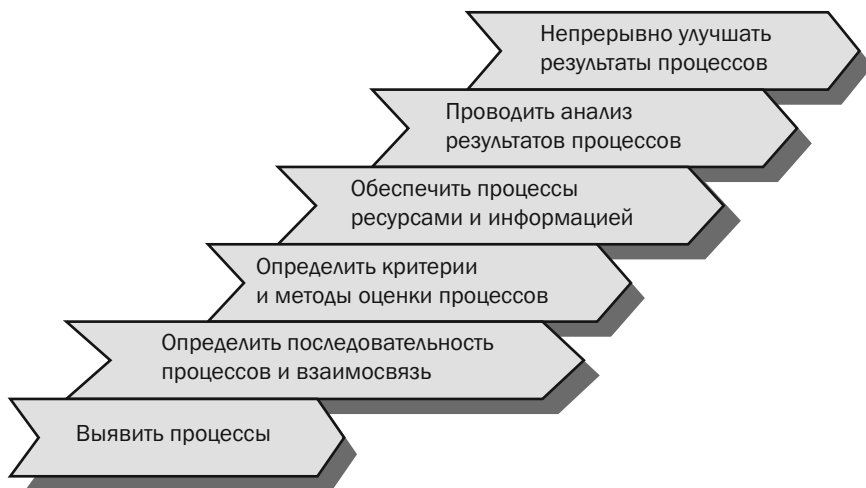 Непрерывно улучшать
результаты процессов
Проводить анализ
результатов процессов
Обеспечить процессы
ресурсами и информацией
Определить критерии
и методы оценки процессов
Определить последовательность
процессов и взаимосвязь
Выявить процессы